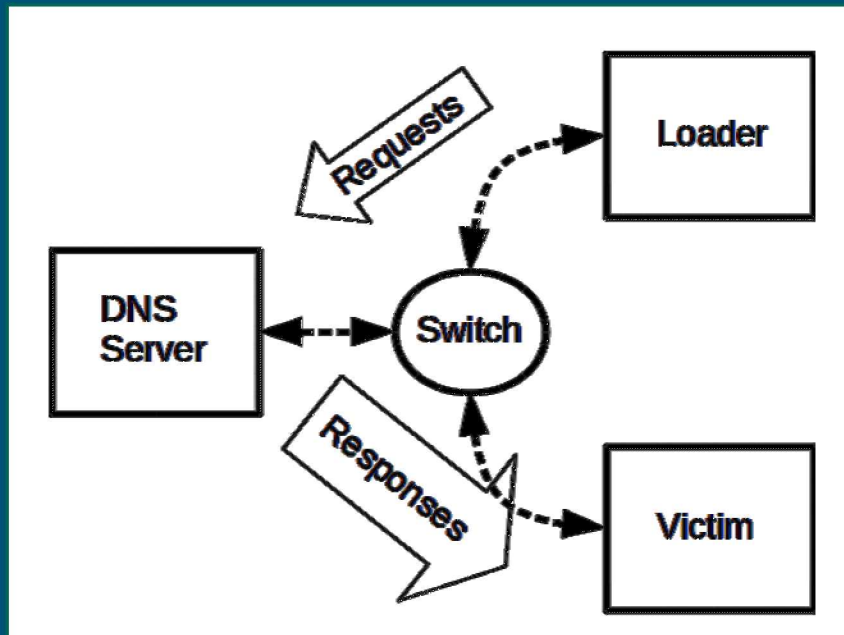 Requests
Loader
DNS
Server
Switch
Responses
Victim